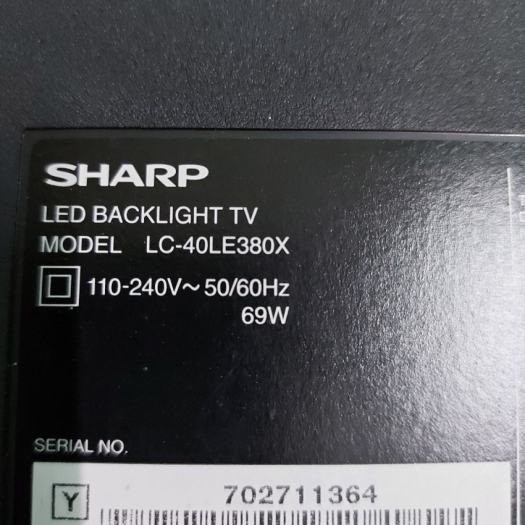 SHARP
LED BACKLIGHT TV
MODEL LC-40LE380X
110-240V~ 50/60Hz
69W
SERIAL NO.
Y 702711364